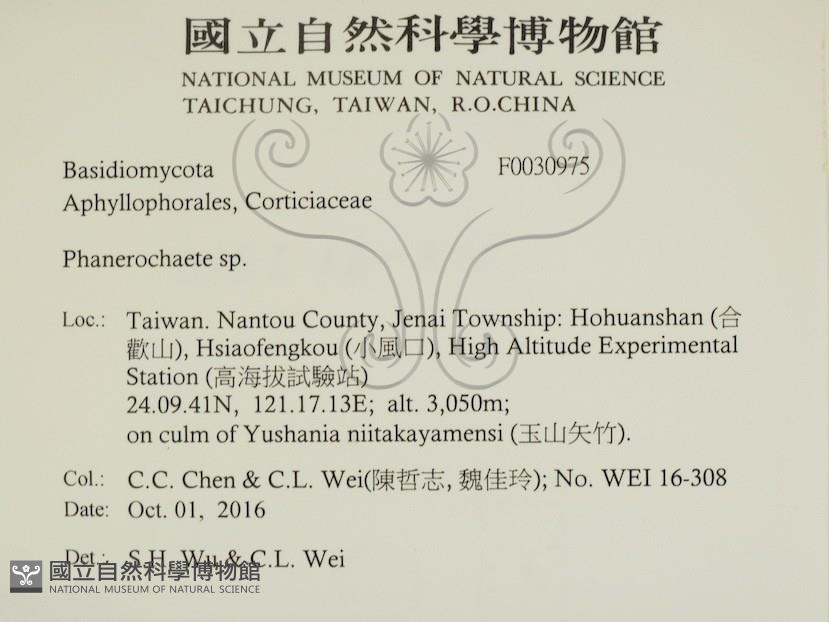 國立自然科學博物館
NATIONAL MUSEUM OF NATURAL SCIENCE
TAICHUNG, TAIWAN, R.O.CHINA
Basidiomycota F0030975
Aphyllophorales, Corticiaceae
Phanerochaete sp.
Loc.: Taiwan. Nantou County, Jenai Township: Hohuanshan (合
歡山), Hsiaofengkou (小風口), High Altitude Experimental
Station (高海拔試驗站)
24.09.41N, 121.17.13E; alt. 3,050m;
on culm of Yushania niitakayamensi (玉山矢竹).
Col.: C.C. Chen & C.L. Wei(陳哲志, 魏佳玲); No. WEI 16-308
Date: Oct. 01, 2016
Det.: S.H. Wu & C.L. Wei
國立自然科學博物館
NATIONAL MUSEUM OF NATURAL SCIENCE